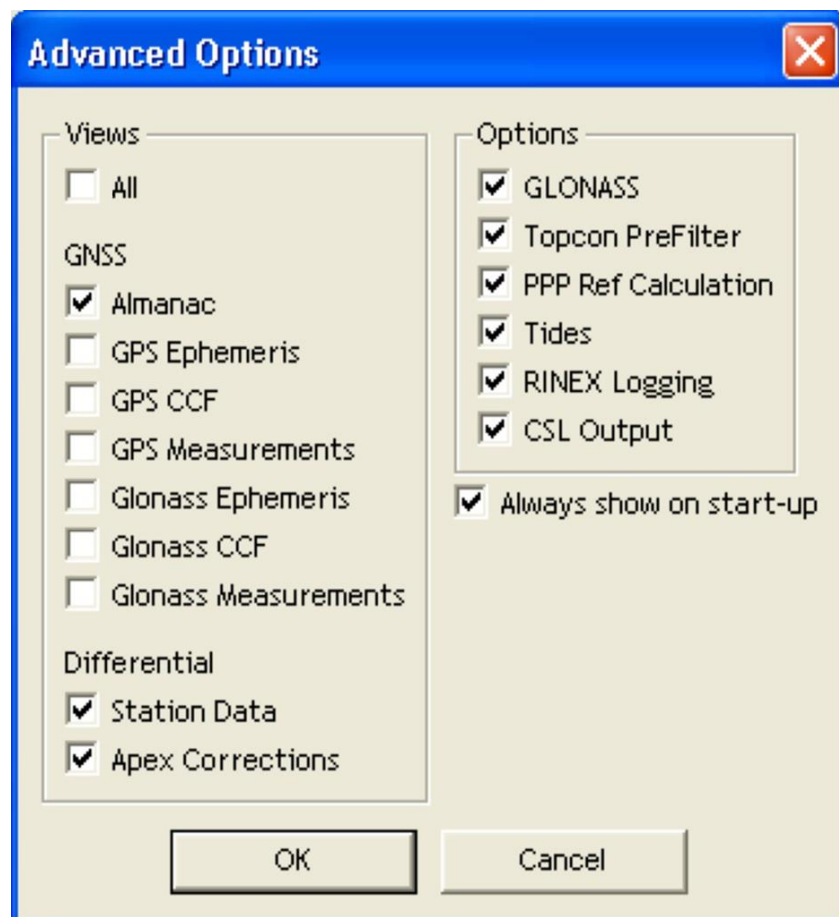 Advanced Options
Views
All
GNSS
Almanac
GPS Ephemeris
GPS CCF
GPS Measurements
Glonass Ephemeris
Glonass CCF
Glonass Measurements
Differential
Station Data
Apex Corrections
Options
GLONASS
Topcon PreFilter
PPP Ref Calculation
Tides
RINEX Logging
CSL Output
Always show on start-up
OK
Cancel